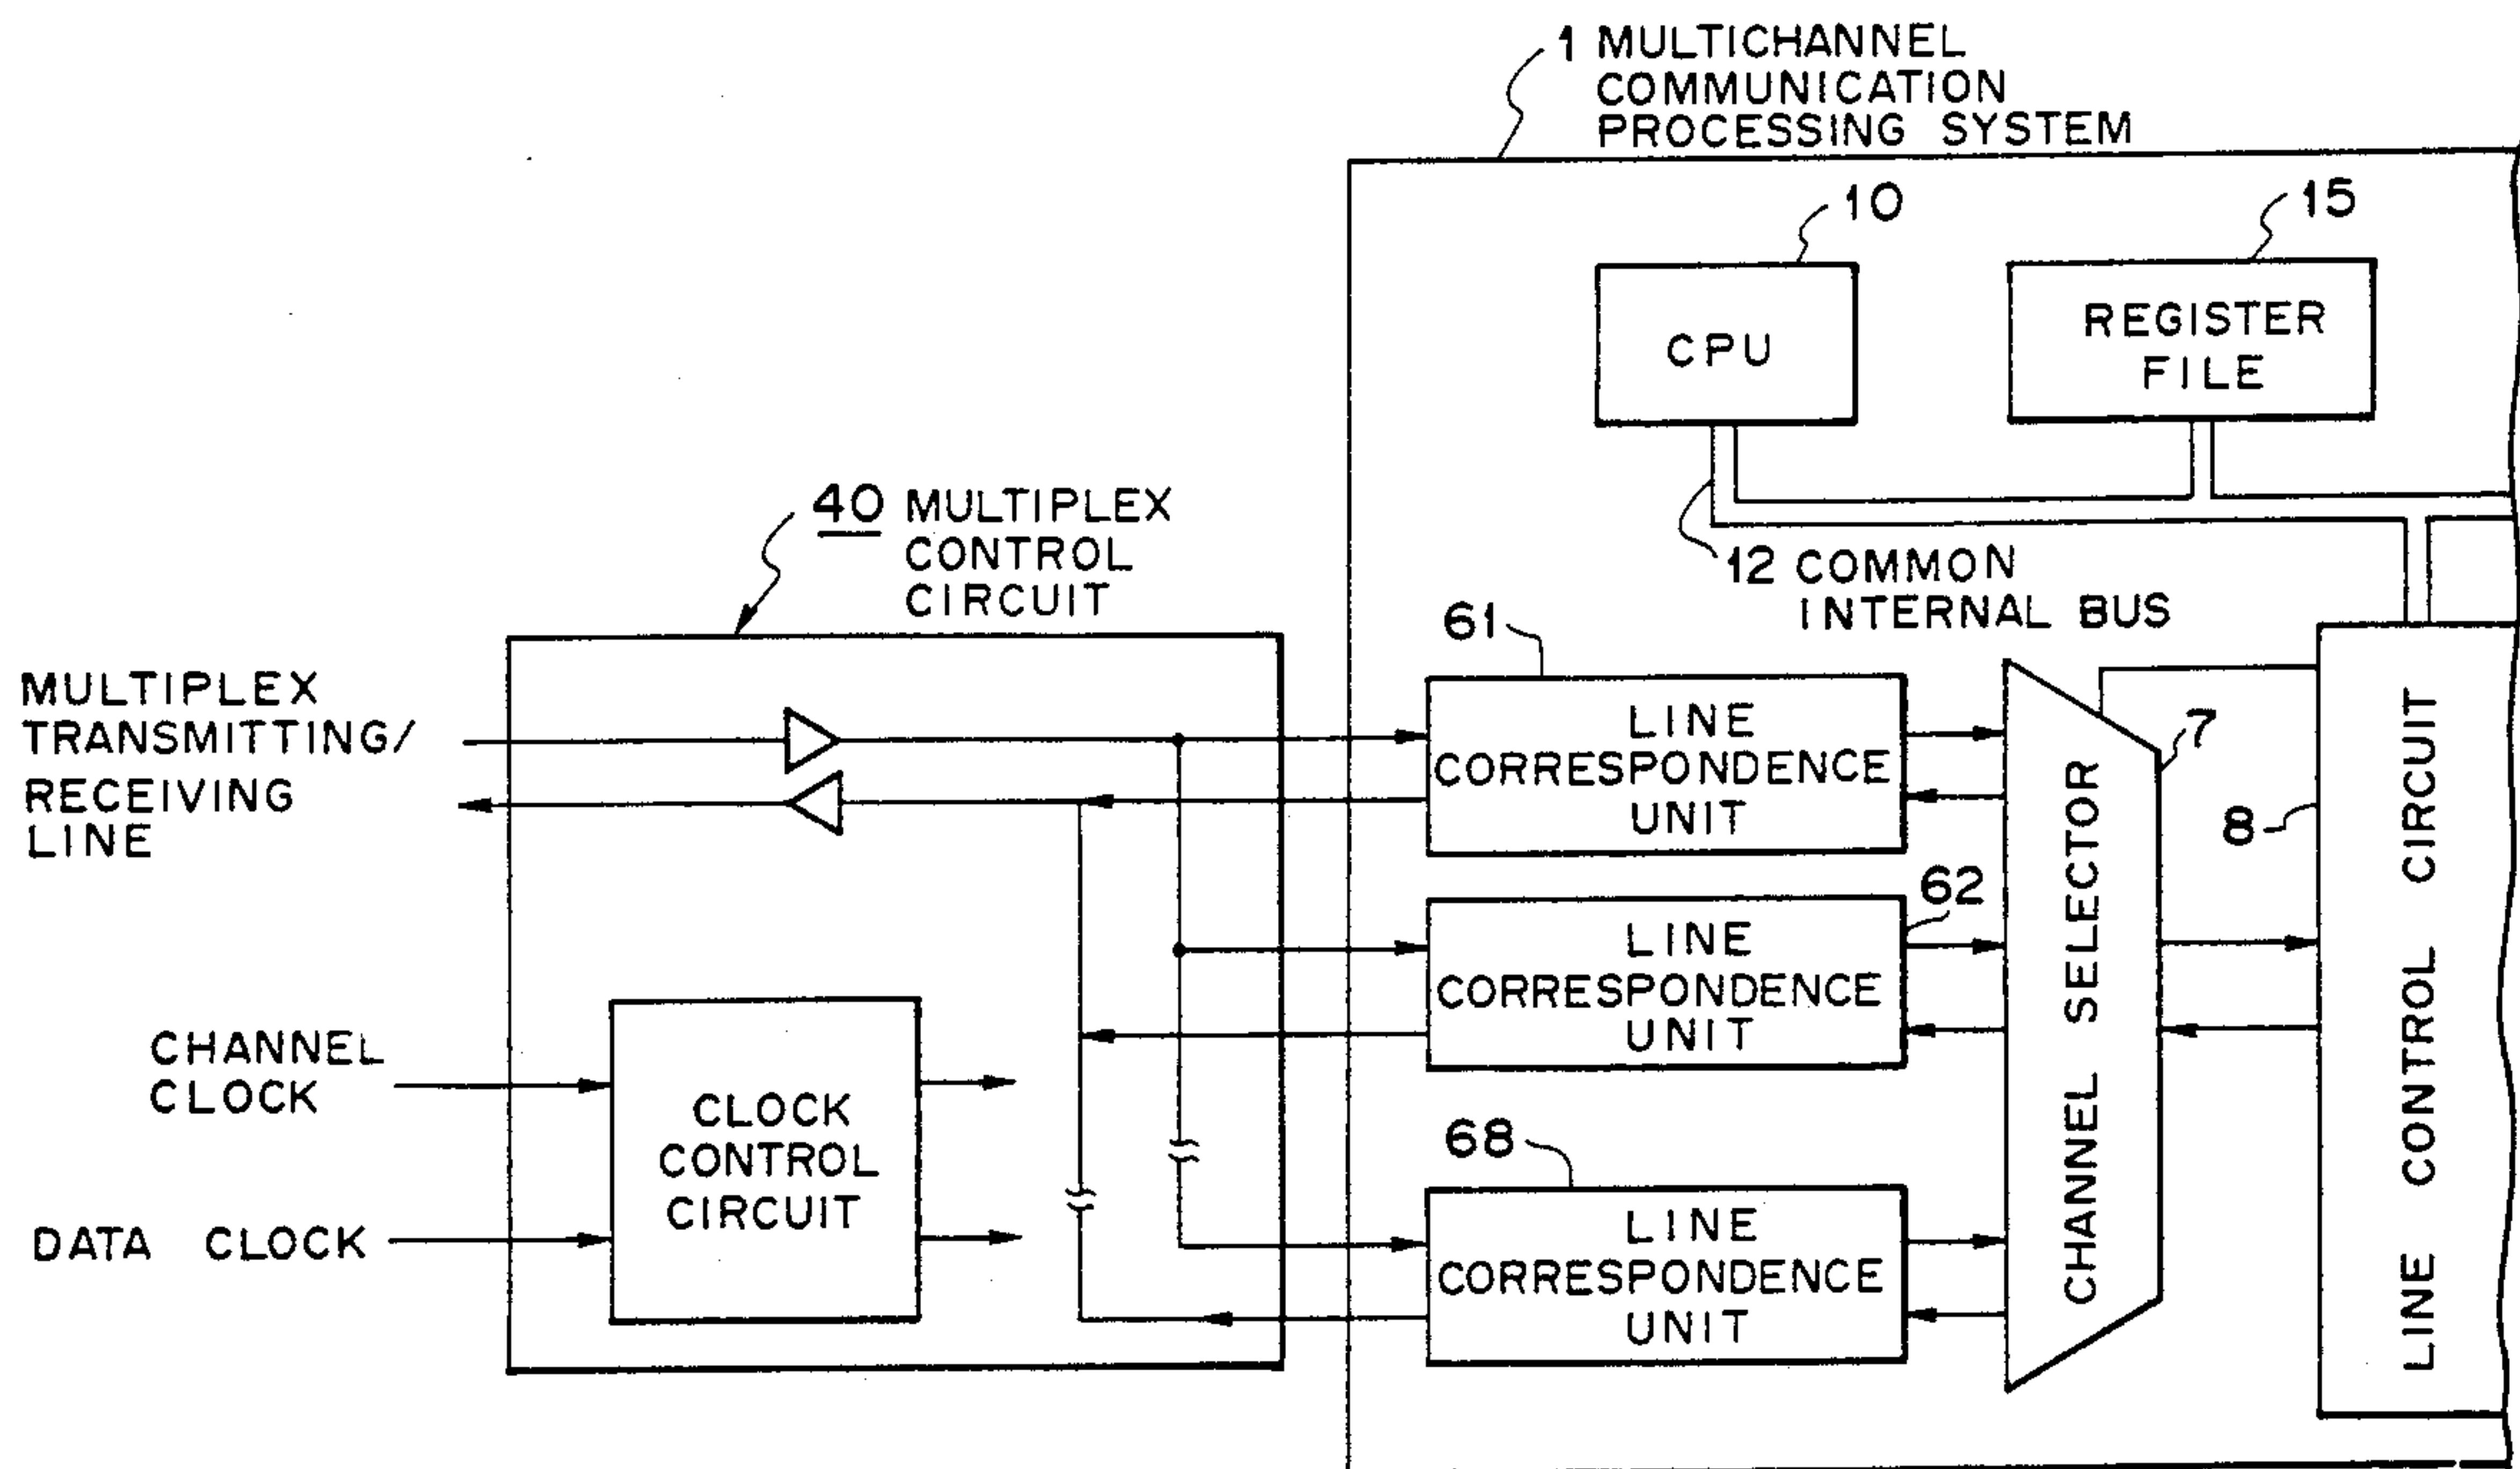 1 MULTICHANNEL
COMMUNICATION
PROCESSING SYSTEM
10
15
CPU
REGISTER
FILE
40 MULTIPLEX
CONTROL
CIRCUIT
12 COMMON
INTERNAL BUS
MULTIPLEX
TRANSMITTING/
RECEIVING
LINE
61
LINE
CORRESPONDENCE
UNIT
7
8
62
LINE
CORRESPONDENCE
UNIT
CHANNEL SELECTOR
LINE CONTROL CIRCUIT
CHANNEL
CLOCK
CLOCK
CONTROL
CIRCUIT
DATA CLOCK
68
LINE
CORRESPONDENCE
UNIT